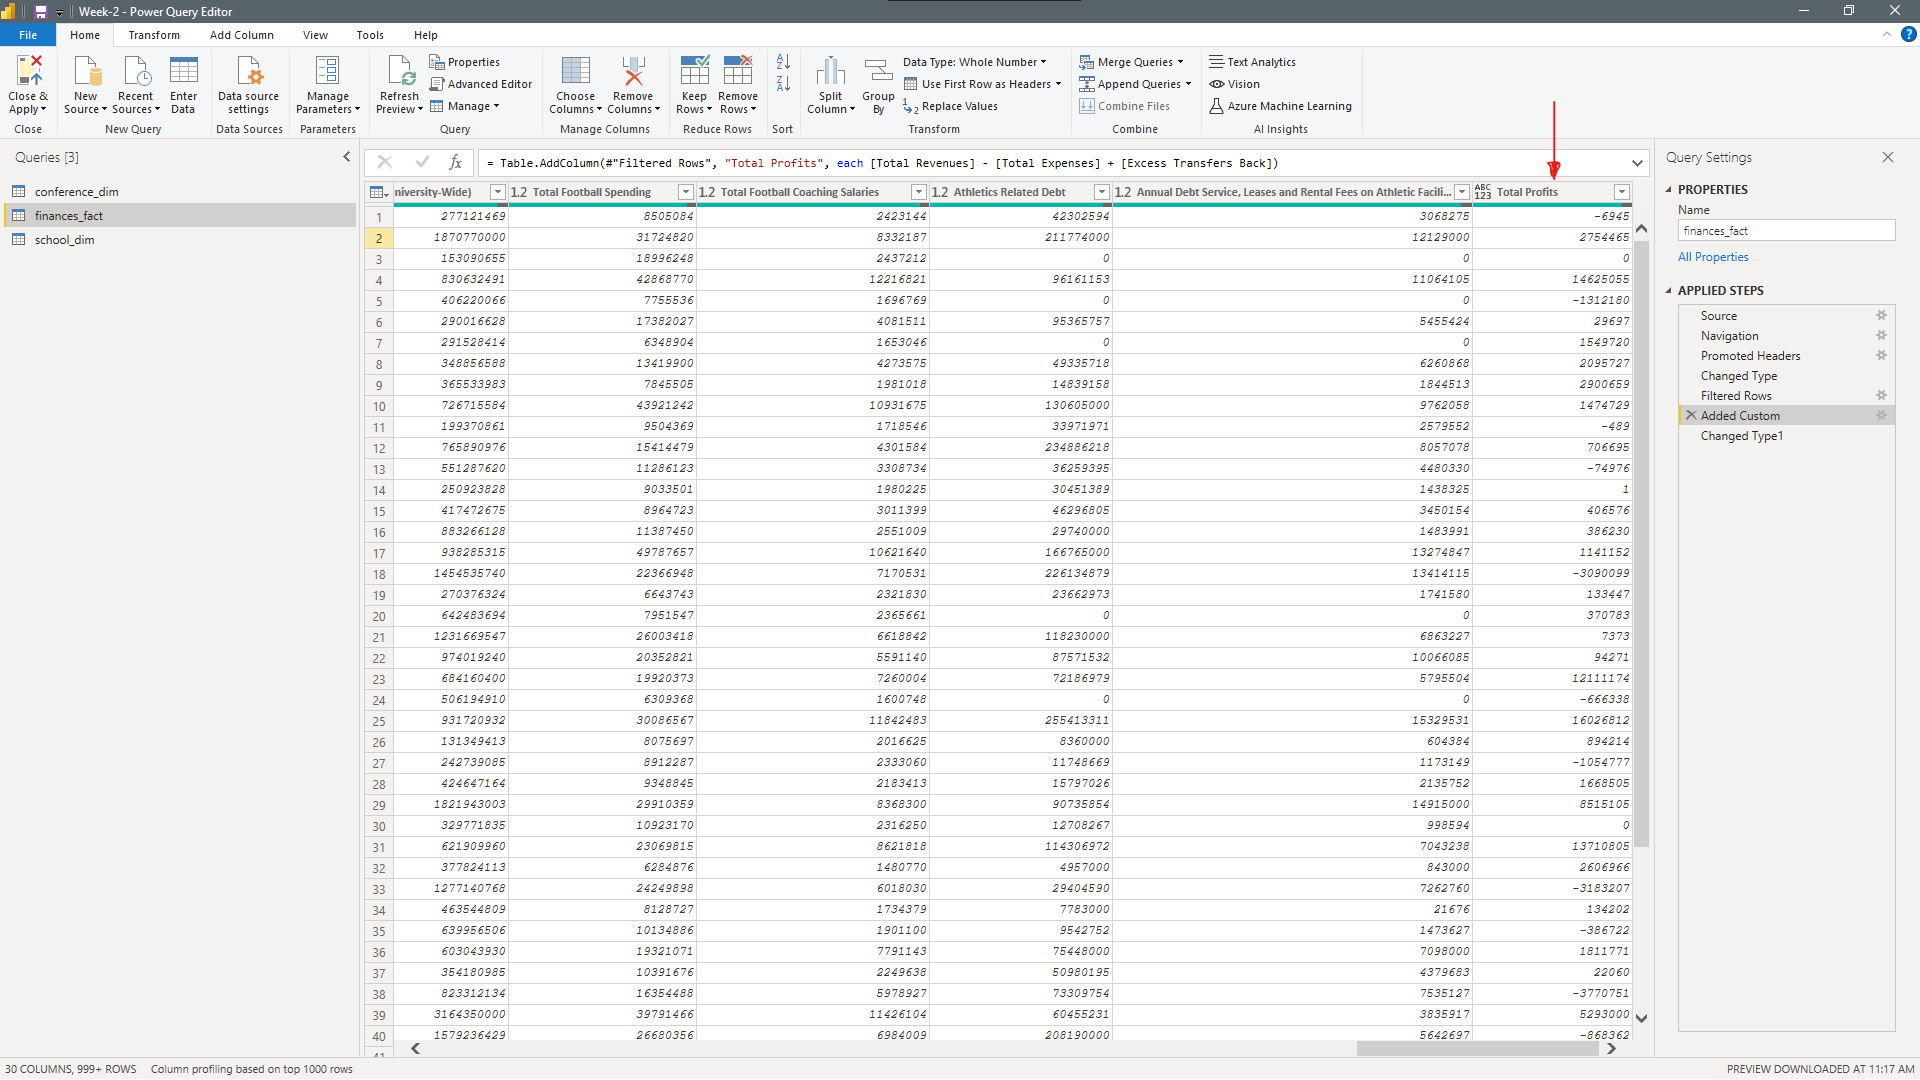 Week-2 - Power Query Editor
File Home Transform Add Column View Tools Help
Close & Apply
Close
New Source
Recent Sources
Enter Data
New Query
Data source settings
Data Sources
Manage Parameters
Parameters
Refresh Preview
Properties
Advanced Editor
Manage
Query
Choose Columns
Remove Columns
Manage Columns
Keep Rows
Remove Rows
Reduce Rows
Sort
Split Column
Group By
Data Type: Whole Number
Use First Row as Headers
Replace Values
Transform
Merge Queries
Append Queries
Combine Files
Combine
Text Analytics
Vision
Azure Machine Learning
AI Insights
Queries [3]
conference_dim
finances_fact
school_dim
fx = Table.AddColumn(#"Filtered Rows", "Total Profits", each [Total Revenues] - [Total Expenses] + [Excess Transfers Back])
niversity-Wide) 1.2 Total Football Spending 1.2 Total Football Coaching Salaries 1.2 Athletics Related Debt 1.2 Annual Debt Service, Leases and Rental Fees on Athletic Facili... ABC 123 Total Profits
1 277121469 8505084 2423144 42302594 3068275 -6945
2 1870770000 31724820 8332187 211774000 12129000 2754465
3 153090655 18996248 2437212 0 0 0
4 830632491 42868770 12216821 96161153 11064105 14625055
5 406220066 7755536 1696769 0 0 -1312180
6 290016628 17382027 4081511 95365757 5455424 29697
7 291528414 6348904 1653046 0 0 1549720
8 348856588 13419900 4273575 49335718 6260868 2095727
9 365533983 7845505 1981018 14839158 1844513 2900659
10 726715584 43921242 10931675 130605000 9762058 1474729
11 199370861 9504369 1718546 33971971 2579552 -489
12 765890976 15414479 4301584 234886218 8057078 706695
13 551287620 11286123 3308734 36259395 4480330 -74976
14 250923828 9033501 1980225 30451389 1438325 1
15 417472675 8964723 3011399 46296805 3450154 406576
16 883266128 11387450 2551009 29740000 1483991 386230
17 938285315 49787657 10621640 166765000 13274847 1141152
18 1454535740 22366948 7170531 226134879 13414115 -3090099
19 270376324 6643743 2321830 23662973 1741580 133447
20 642483694 7951547 2365661 0 0 370783
21 1231669547 26003418 6618842 118230000 6863227 7373
22 974019240 20352821 5591140 87571532 10066085 94271
23 684160400 19920373 7260004 72186979 5795504 12111174
24 506194910 6309368 1600748 0 0 -666338
25 931720932 30086567 11842483 255413311 15329531 16026812
26 131349413 8075697 2016625 8360000 604384 894214
27 242739085 8912287 2333060 11748669 1173149 -1054777
28 424647164 9348845 2183413 15797026 2135752 1668505
29 1821943003 29910359 8368300 90735854 14915000 8515105
30 329771835 10923170 2316250 12708267 998594 0
31 621909960 23069815 8621818 114306972 7043238 13710805
32 377824113 6284876 1480770 4957000 843000 2606966
33 1277140768 24249898 6018030 29404590 7262760 -3183207
34 463544809 8128727 1734379 7783000 21676 134202
35 639956506 10134886 1901100 9542752 1473627 -386722
36 603043930 19321071 7791143 75448000 7098000 1811771
37 354180985 10391676 2249638 50980195 4379683 22060
38 823312134 16354488 5978927 73309754 7535127 -3770751
39 3164350000 39791466 11426104 60455231 3835917 5293000
40 1579236429 26680356 6984009 208190000 5642697 -868362
41
Query Settings
PROPERTIES
Name
finances_fact
All Properties
APPLIED STEPS
Source
Navigation
Promoted Headers
Changed Type
Filtered Rows
Added Custom
Changed Type1
30 COLUMNS, 999+ ROWS Column profiling based on top 1000 rows
PREVIEW DOWNLOADED AT 11:17 AM